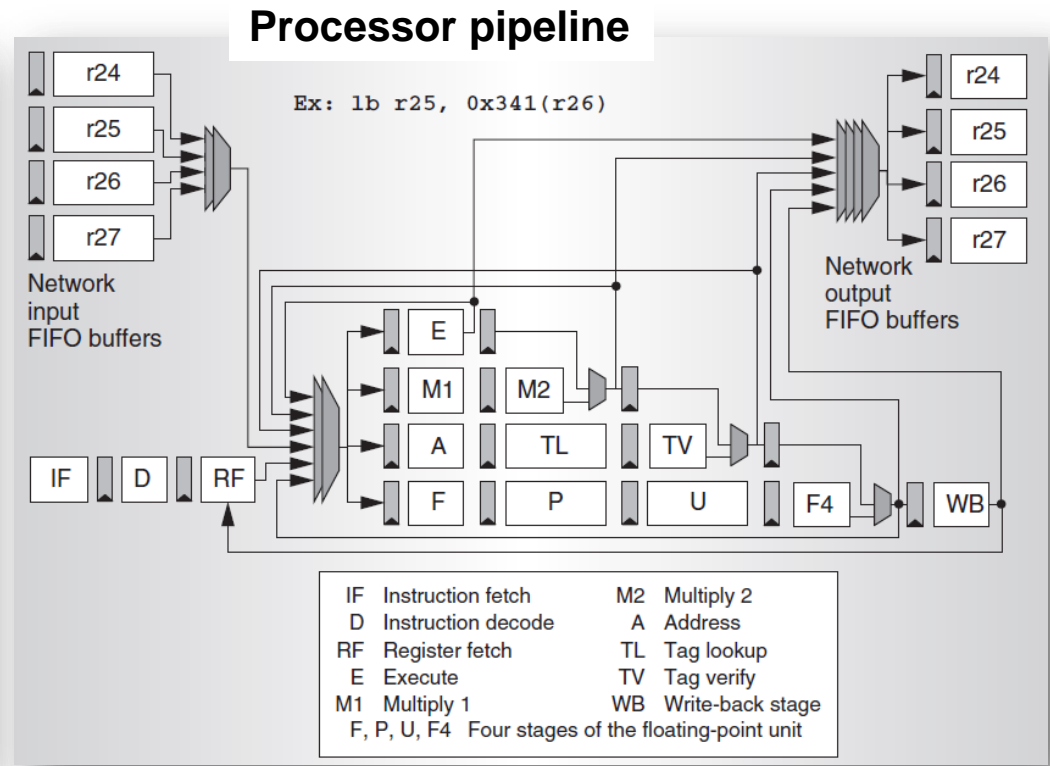 Processor pipeline
r24
r25
r26
r27
Network
input
FIFO buffers
Ex: lb r25, 0x341(r26)
r24
r25
r26
r27
Network
output
FIFO buffers
E
M1
M2
A
TL
TV
IF
D
RF
F
P
U
F4
WB
IF Instruction fetch
D Instruction decode
RF Register fetch
E Execute
M1 Multiply 1
M2 Multiply 2
A Address
TL Tag lookup
TV Tag verify
WB Write-back stage
F, P, U, F4 Four stages of the floating-point unit